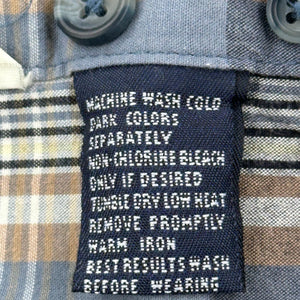 MACHINE WASH COLD
DARK COLORS
SEPARATELY
NON-CHLORINE BLEACH
ONLY IF DESIRED
TUMBLE DRY LOW HEAT
REMOVE PROMPTLY
WARM IRON
BEST RESULTS WASH
BEFORE WEARING